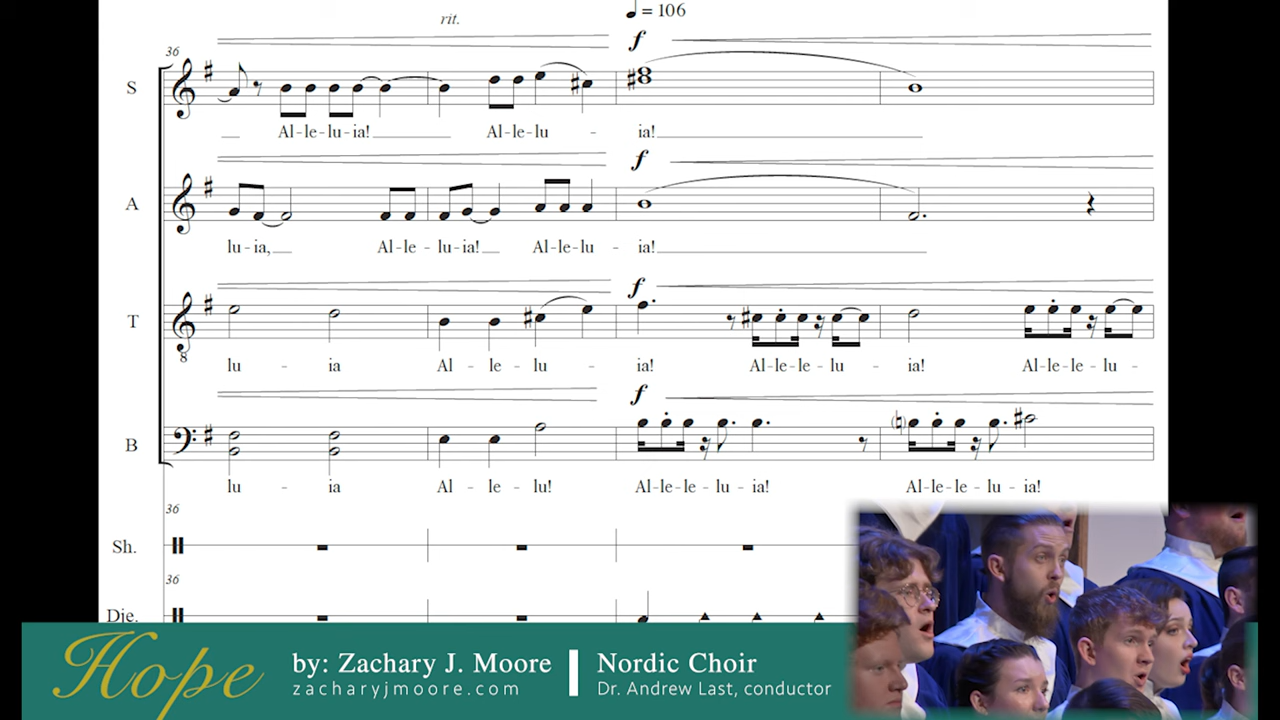 rit.
= 106
36
f
S
Al-le-lu-ia! Al-le-lu - ia!
f
A
lu-ia, Al-le - lu-ia! Al-le-lu - ia!
f
T
8
lu - ia Al - le - lu - ia! Al-le-le-lu - ia! Al-le-le-lu -
f
B
lu - ia Al - le - lu! Al-le-le-lu-ia! Al-le-le-lu-ia!
36
Sh.
36
Dje.
Hope
by: Zachary J. Moore
zacharyjmoore.com
Nordic Choir
Dr. Andrew Last, conductor